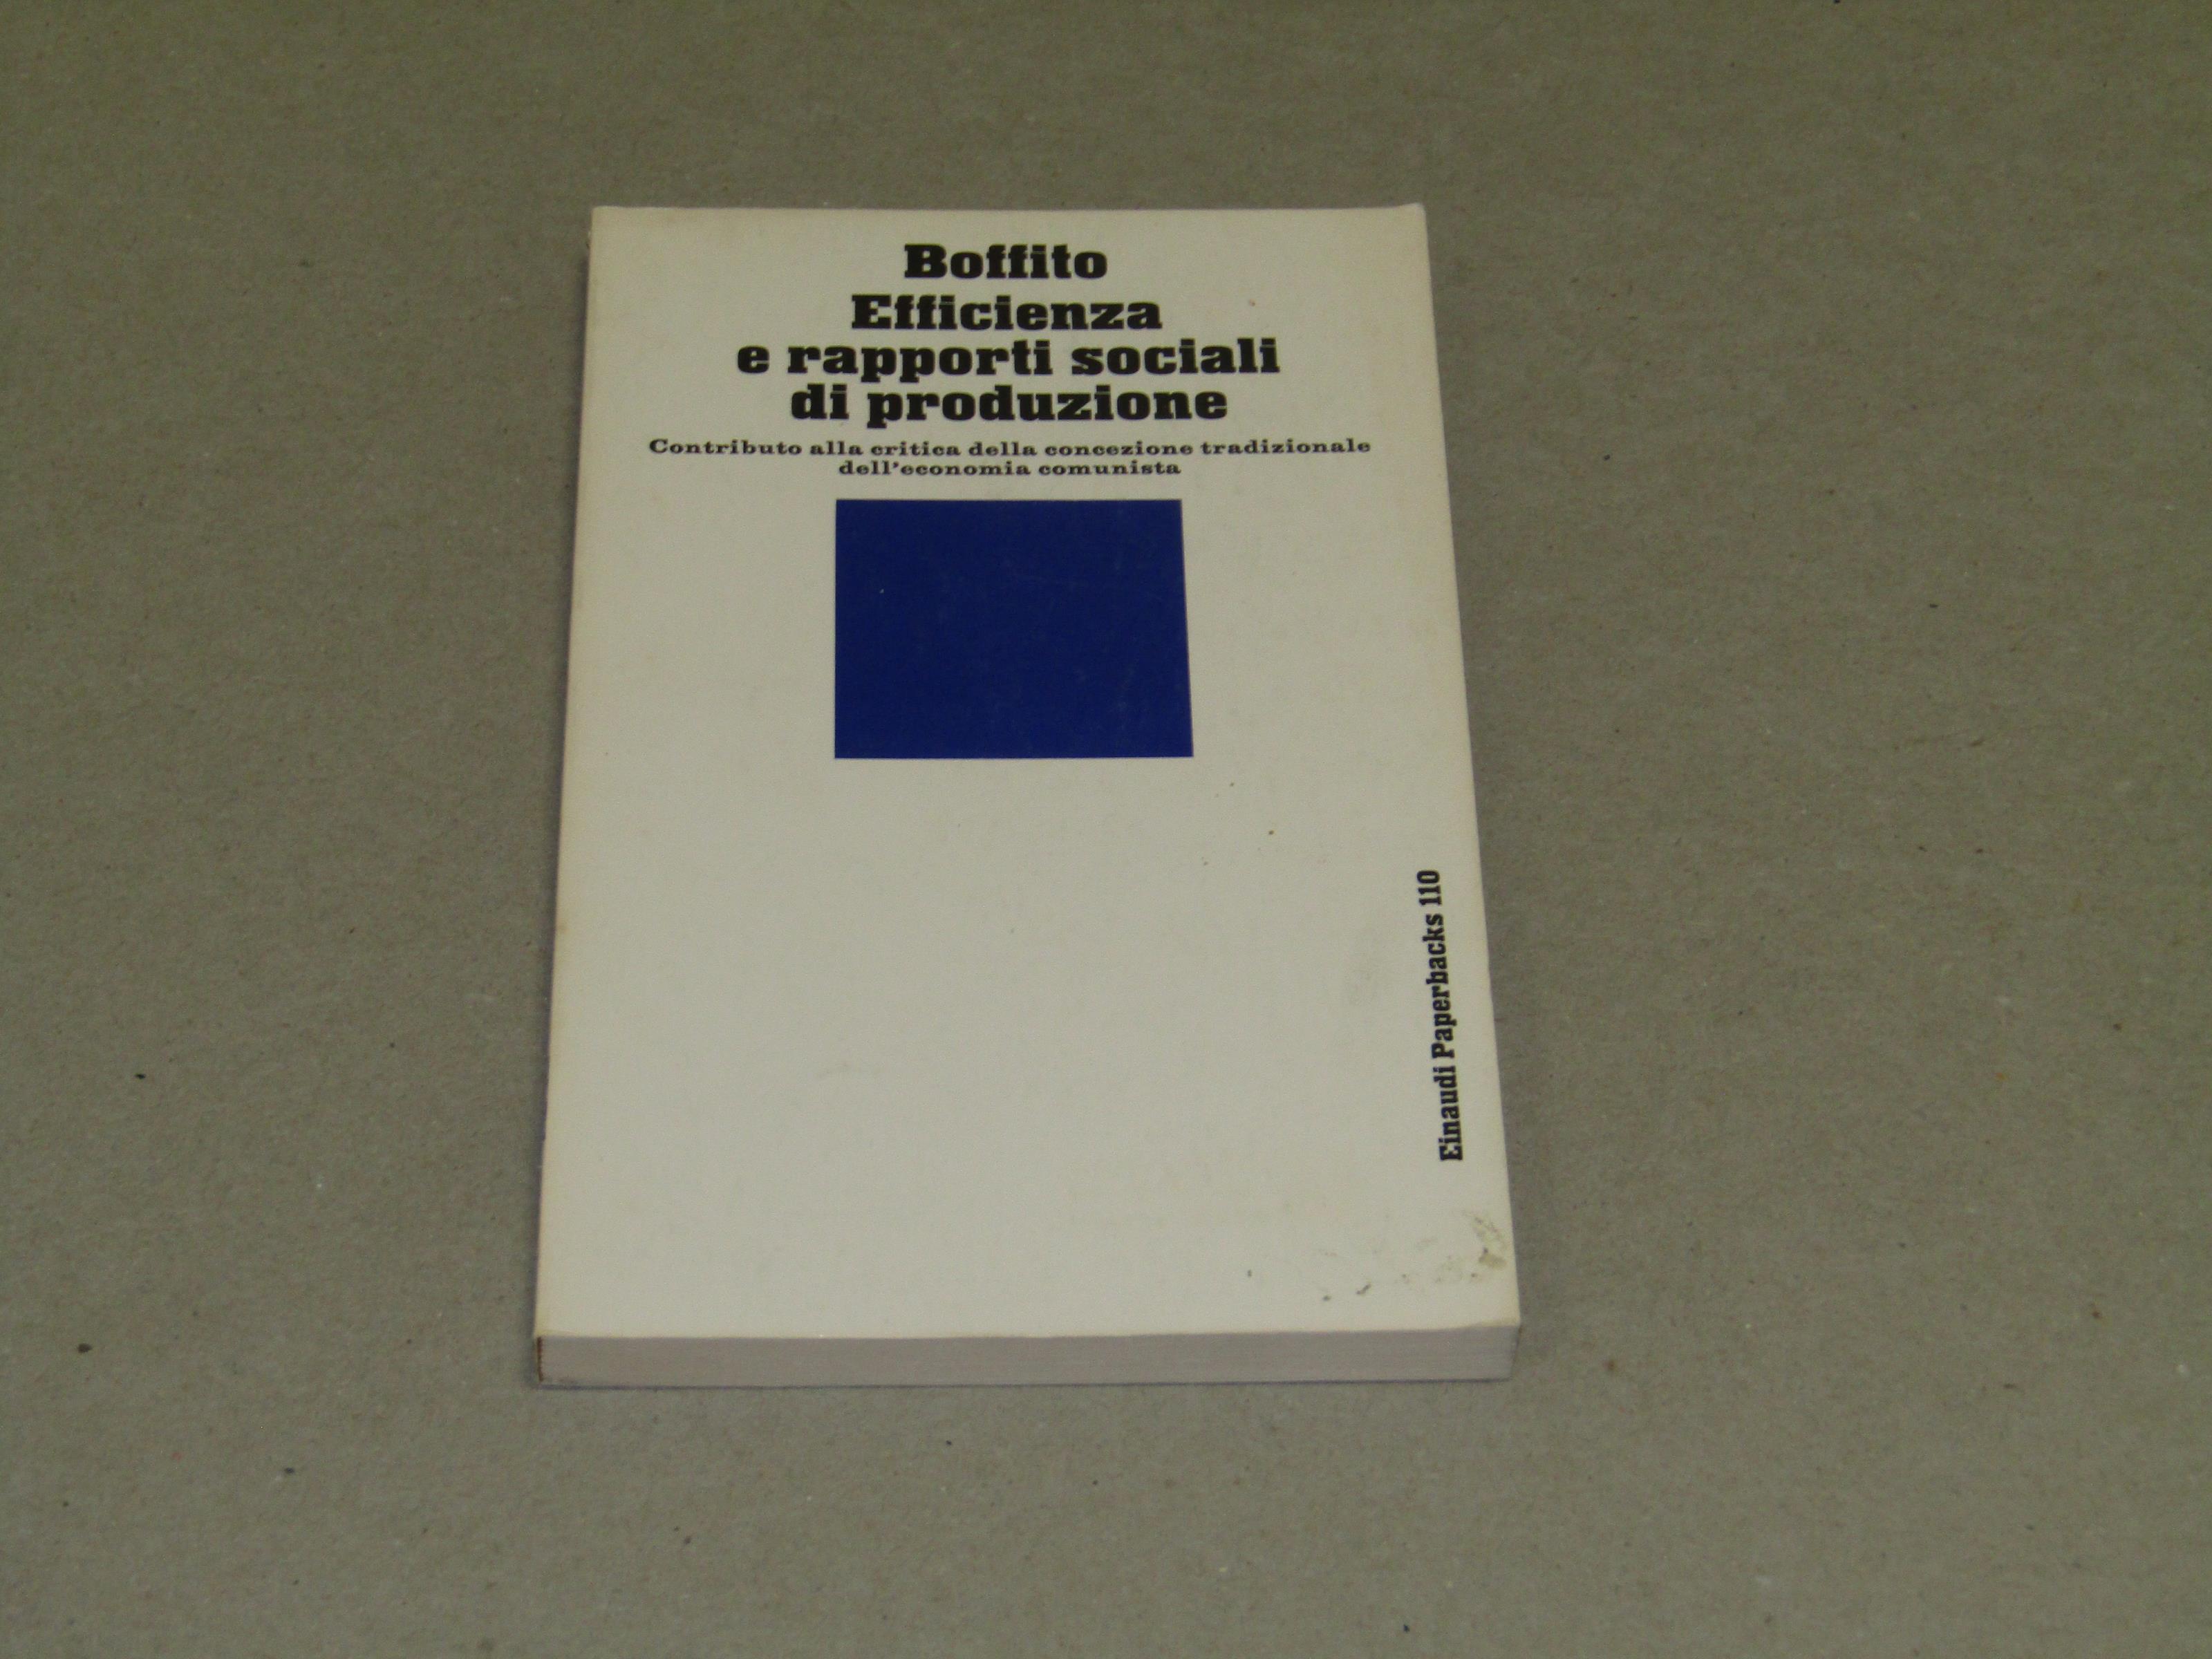 Boffito
Efficienza
e rapporti sociali
di produzione
Contributo alla critica della concezione tradizionale
dell'economia comunista
Einaudi Paperbacks 110